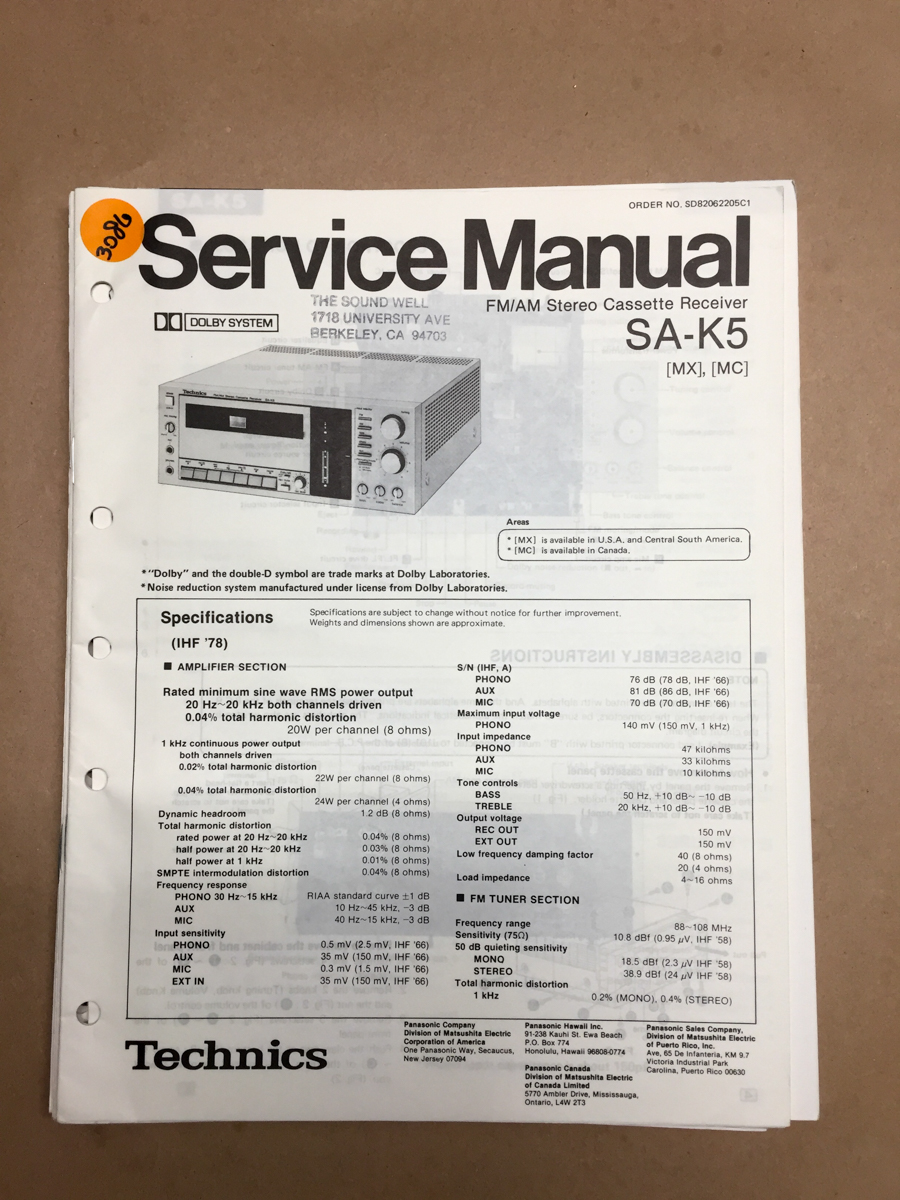 ORDER NO. SD82062205C1
3086
Service Manual
FM/AM Stereo Cassette Receiver
SA-K5
[MX], [MC]
THE SOUND WELL
1718 UNIVERSITY AVE
BERKELEY, CA 94703
DOLBY SYSTEM
Technics
Areas
* [MX] is available in U.S.A. and Central South America.
* [MC] is available in Canada.
* "Dolby" and the double-D symbol are trade marks at Dolby Laboratories.
* Noise reduction system manufactured under license from Dolby Laboratories.
Specifications
Specifications are subject to change without notice for further improvement.
Weights and dimensions shown are approximate.
(IHF '78)
■ AMPLIFIER SECTION
Rated minimum sine wave RMS power output
20 Hz~20 kHz both channels driven
0.04% total harmonic distortion
20W per channel (8 ohms)
1 kHz continuous power output
both channels driven
0.02% total harmonic distortion
22W per channel (8 ohms)
0.04% total harmonic distortion
24W per channel (4 ohms)
Dynamic headroom 1.2 dB (8 ohms)
Total harmonic distortion
rated power at 20 Hz~20 kHz 0.04% (8 ohms)
half power at 20 Hz~20 kHz 0.03% (8 ohms)
half power at 1 kHz 0.01% (8 ohms)
SMPTE intermodulation distortion 0.04% (8 ohms)
Frequency response
PHONO 30 Hz~15 kHz RIAA standard curve ±1 dB
AUX 10 Hz~45 kHz, −3 dB
MIC 40 Hz~15 kHz, −3 dB
Input sensitivity
PHONO 0.5 mV (2.5 mV, IHF '66)
AUX 35 mV (150 mV, IHF '66)
MIC 0.3 mV (1.5 mV, IHF '66)
EXT IN 35 mV (150 mV, IHF '66)
S/N (IHF, A)
PHONO 76 dB (78 dB, IHF '66)
AUX 81 dB (86 dB, IHF '66)
MIC 70 dB (70 dB, IHF '66)
Maximum input voltage
PHONO 140 mV (150 mV, 1 kHz)
Input impedance
PHONO 47 kilohms
AUX 33 kilohms
MIC 10 kilohms
Tone controls
BASS 50 Hz, +10 dB~ −10 dB
TREBLE 20 kHz, +10 dB~ −10 dB
Output voltage
REC OUT 150 mV
EXT OUT 150 mV
Low frequency damping factor 40 (8 ohms)
20 (4 ohms)
Load impedance 4~16 ohms
■ FM TUNER SECTION
Frequency range 88~108 MHz
Sensitivity (75Ω) 10.8 dBf (0.95 μV, IHF '58)
50 dB quieting sensitivity
MONO 18.5 dBf (2.3 μV IHF '58)
STEREO 38.9 dBf (24 μV IHF '58)
Total harmonic distortion
1 kHz 0.2% (MONO), 0.4% (STEREO)
Technics
Panasonic Company
Division of Matsushita Electric
Corporation of America
One Panasonic Way, Secaucus,
New Jersey 07094
Panasonic Hawaii Inc.
91-238 Kauhi St. Ewa Beach
P.O. Box 774
Honolulu, Hawaii 96808-0774
Panasonic Canada
Division of Matsushita Electric
of Canada Limited
5770 Ambler Drive, Mississauga,
Ontario, L4W 2T3
Panasonic Sales Company,
Division of Matsushita Electric
of Puerto Rico, Inc.
Ave, 65 De Infanteria, KM 9.7
Victoria Industrial Park
Carolina, Puerto Rico 00630